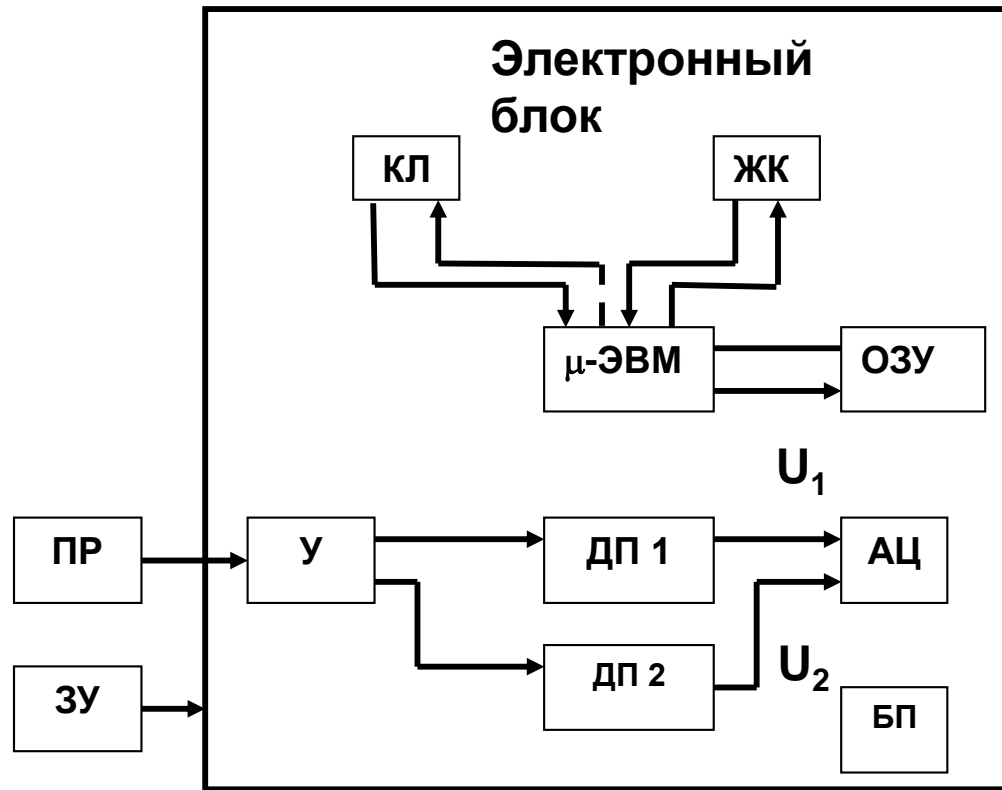 Электронный
блок
КЛ
ЖК
μ-ЭВМ
ОЗУ
U₁
ПР
У
ДП 1
АЦ
ЗУ
ДП 2
U₂
БП